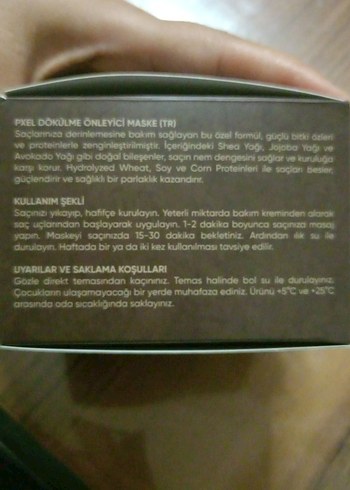 PXEL DÖKÜLME ÖNLEYİCİ MASKE (TR)
Saçlarınıza derinlemesine bakım sağlayan bu özel formül, güçlü bitki özleri
ve proteinlerle zenginleştirilmiştir. İçeriğindeki Shea Yağı, Jojoba Yağı ve
Avokado Yağı gibi doğal bileşenler, saçın nem dengesini sağlar ve kuruluğa
karşı korur. Hydrolyzed Wheat, Soy ve Corn Proteinleri ile saçları besler,
güçlendirir ve sağlıklı bir parlaklık kazandırır.
KULLANIM ŞEKLİ
Saçınızı yıkayıp, hafifçe kurulayın. Yeterli miktarda bakım kreminden alarak
saç uçlarından başlayarak uygulayın. 1-2 dakika boyunca saçınıza masaj
yapın. Maskeyi saçınızda 15-30 dakika bekletiniz. Ardından ılık su ile
durulayın. Haftada bir ya da iki kez kullanılması tavsiye edilir.
UYARILAR VE SAKLAMA KOŞULLARI
Gözle direkt temasından kaçınınız. Temas halinde bol su ile durulayınız.
Çocukların ulaşamayacağı bir yerde muhafaza ediniz. Ürünü +5°C ve +25°C
arasında oda sıcaklığında saklayınız.